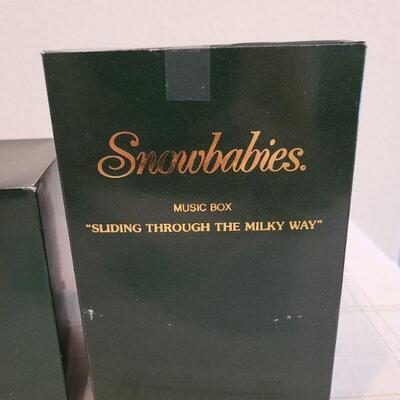 Snowbabies®
MUSIC BOX
“SLIDING THROUGH THE MILKY WAY”